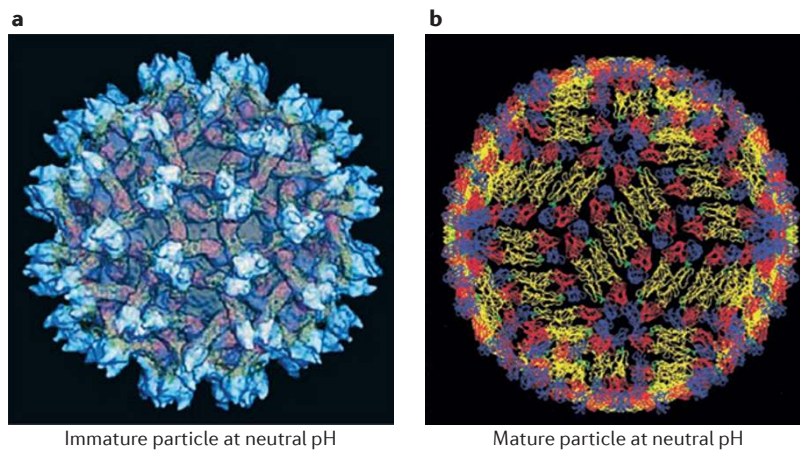 a
b
Immature particle at neutral pH
Mature particle at neutral pH